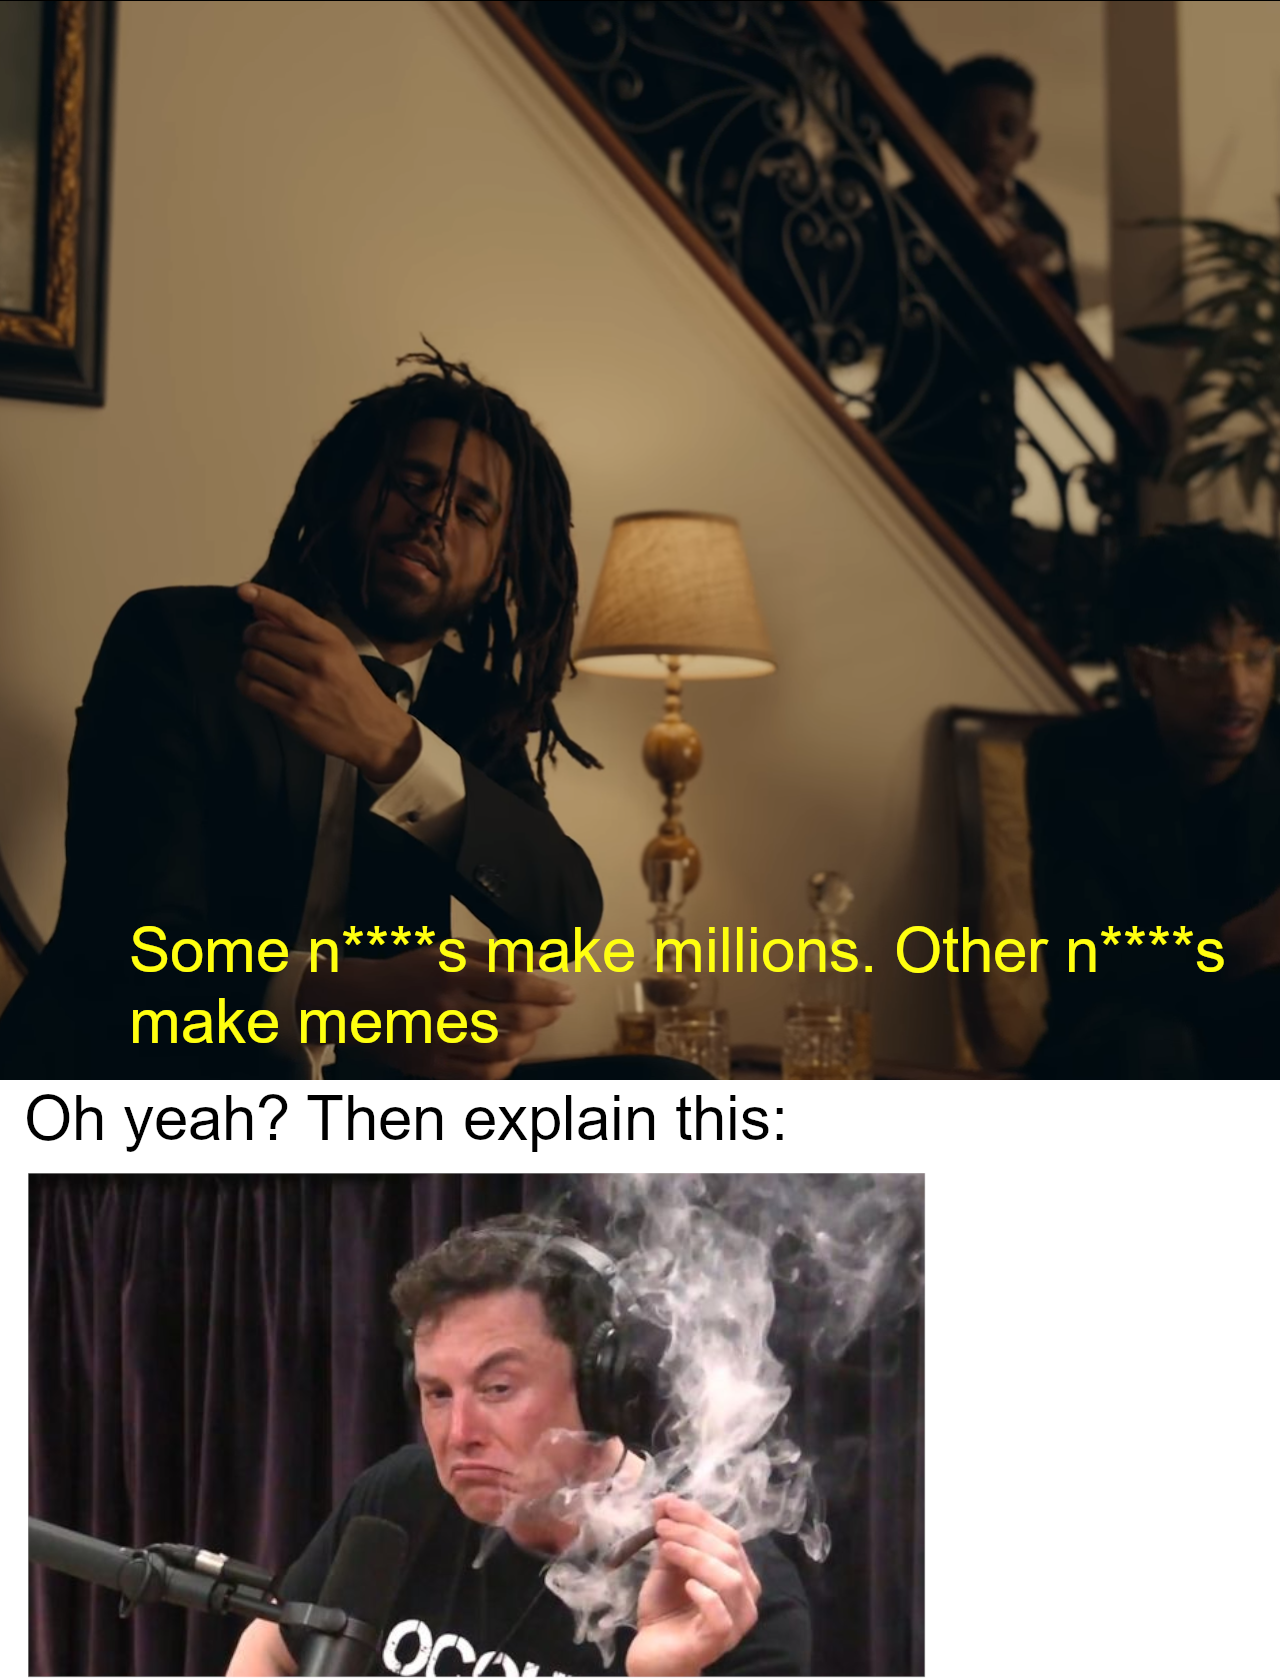 Some n****s make millions. Other n****s
make memes
Oh yeah? Then explain this: